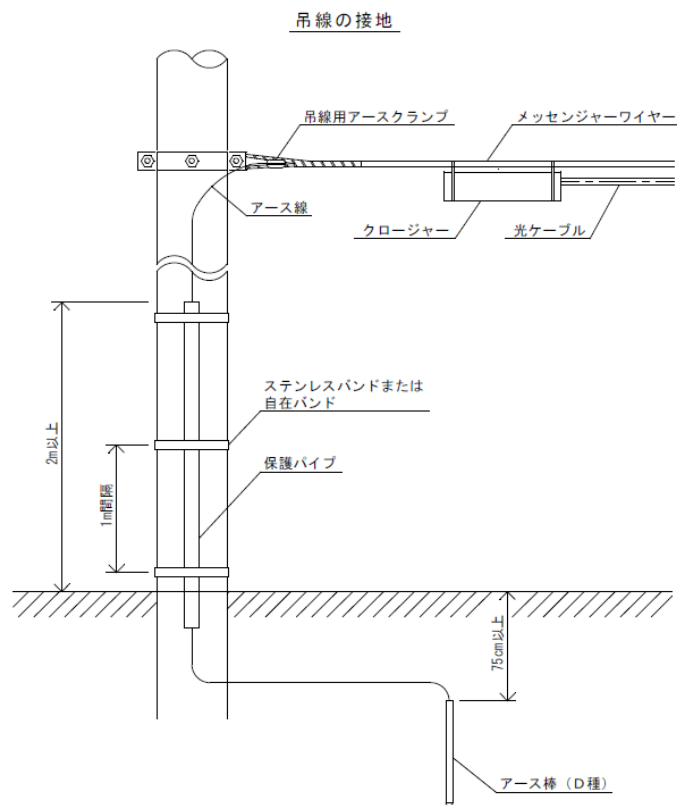 吊線の接地
吊線用アースクランプ
メッセンジャーワイヤー
アース線
クロージャー
光ケーブル
ステンレスバンドまたは
自在バンド
2m以上
保護パイプ
1m間隔
75cm以上
アース棒（D種）